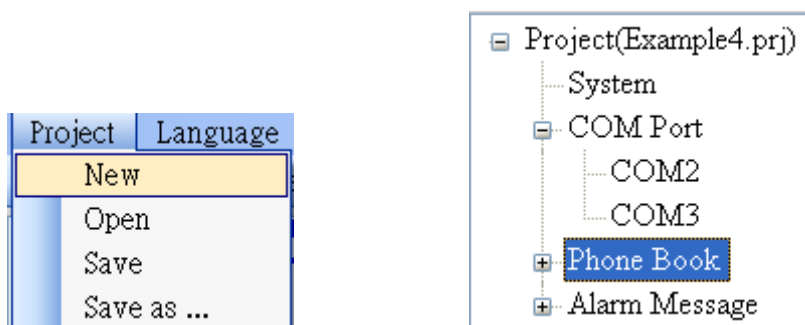 Project Language
New
Open
Save
Save as ...
Project(Example4.prj)
System
COM Port
COM2
COM3
Phone Book
Alarm Message